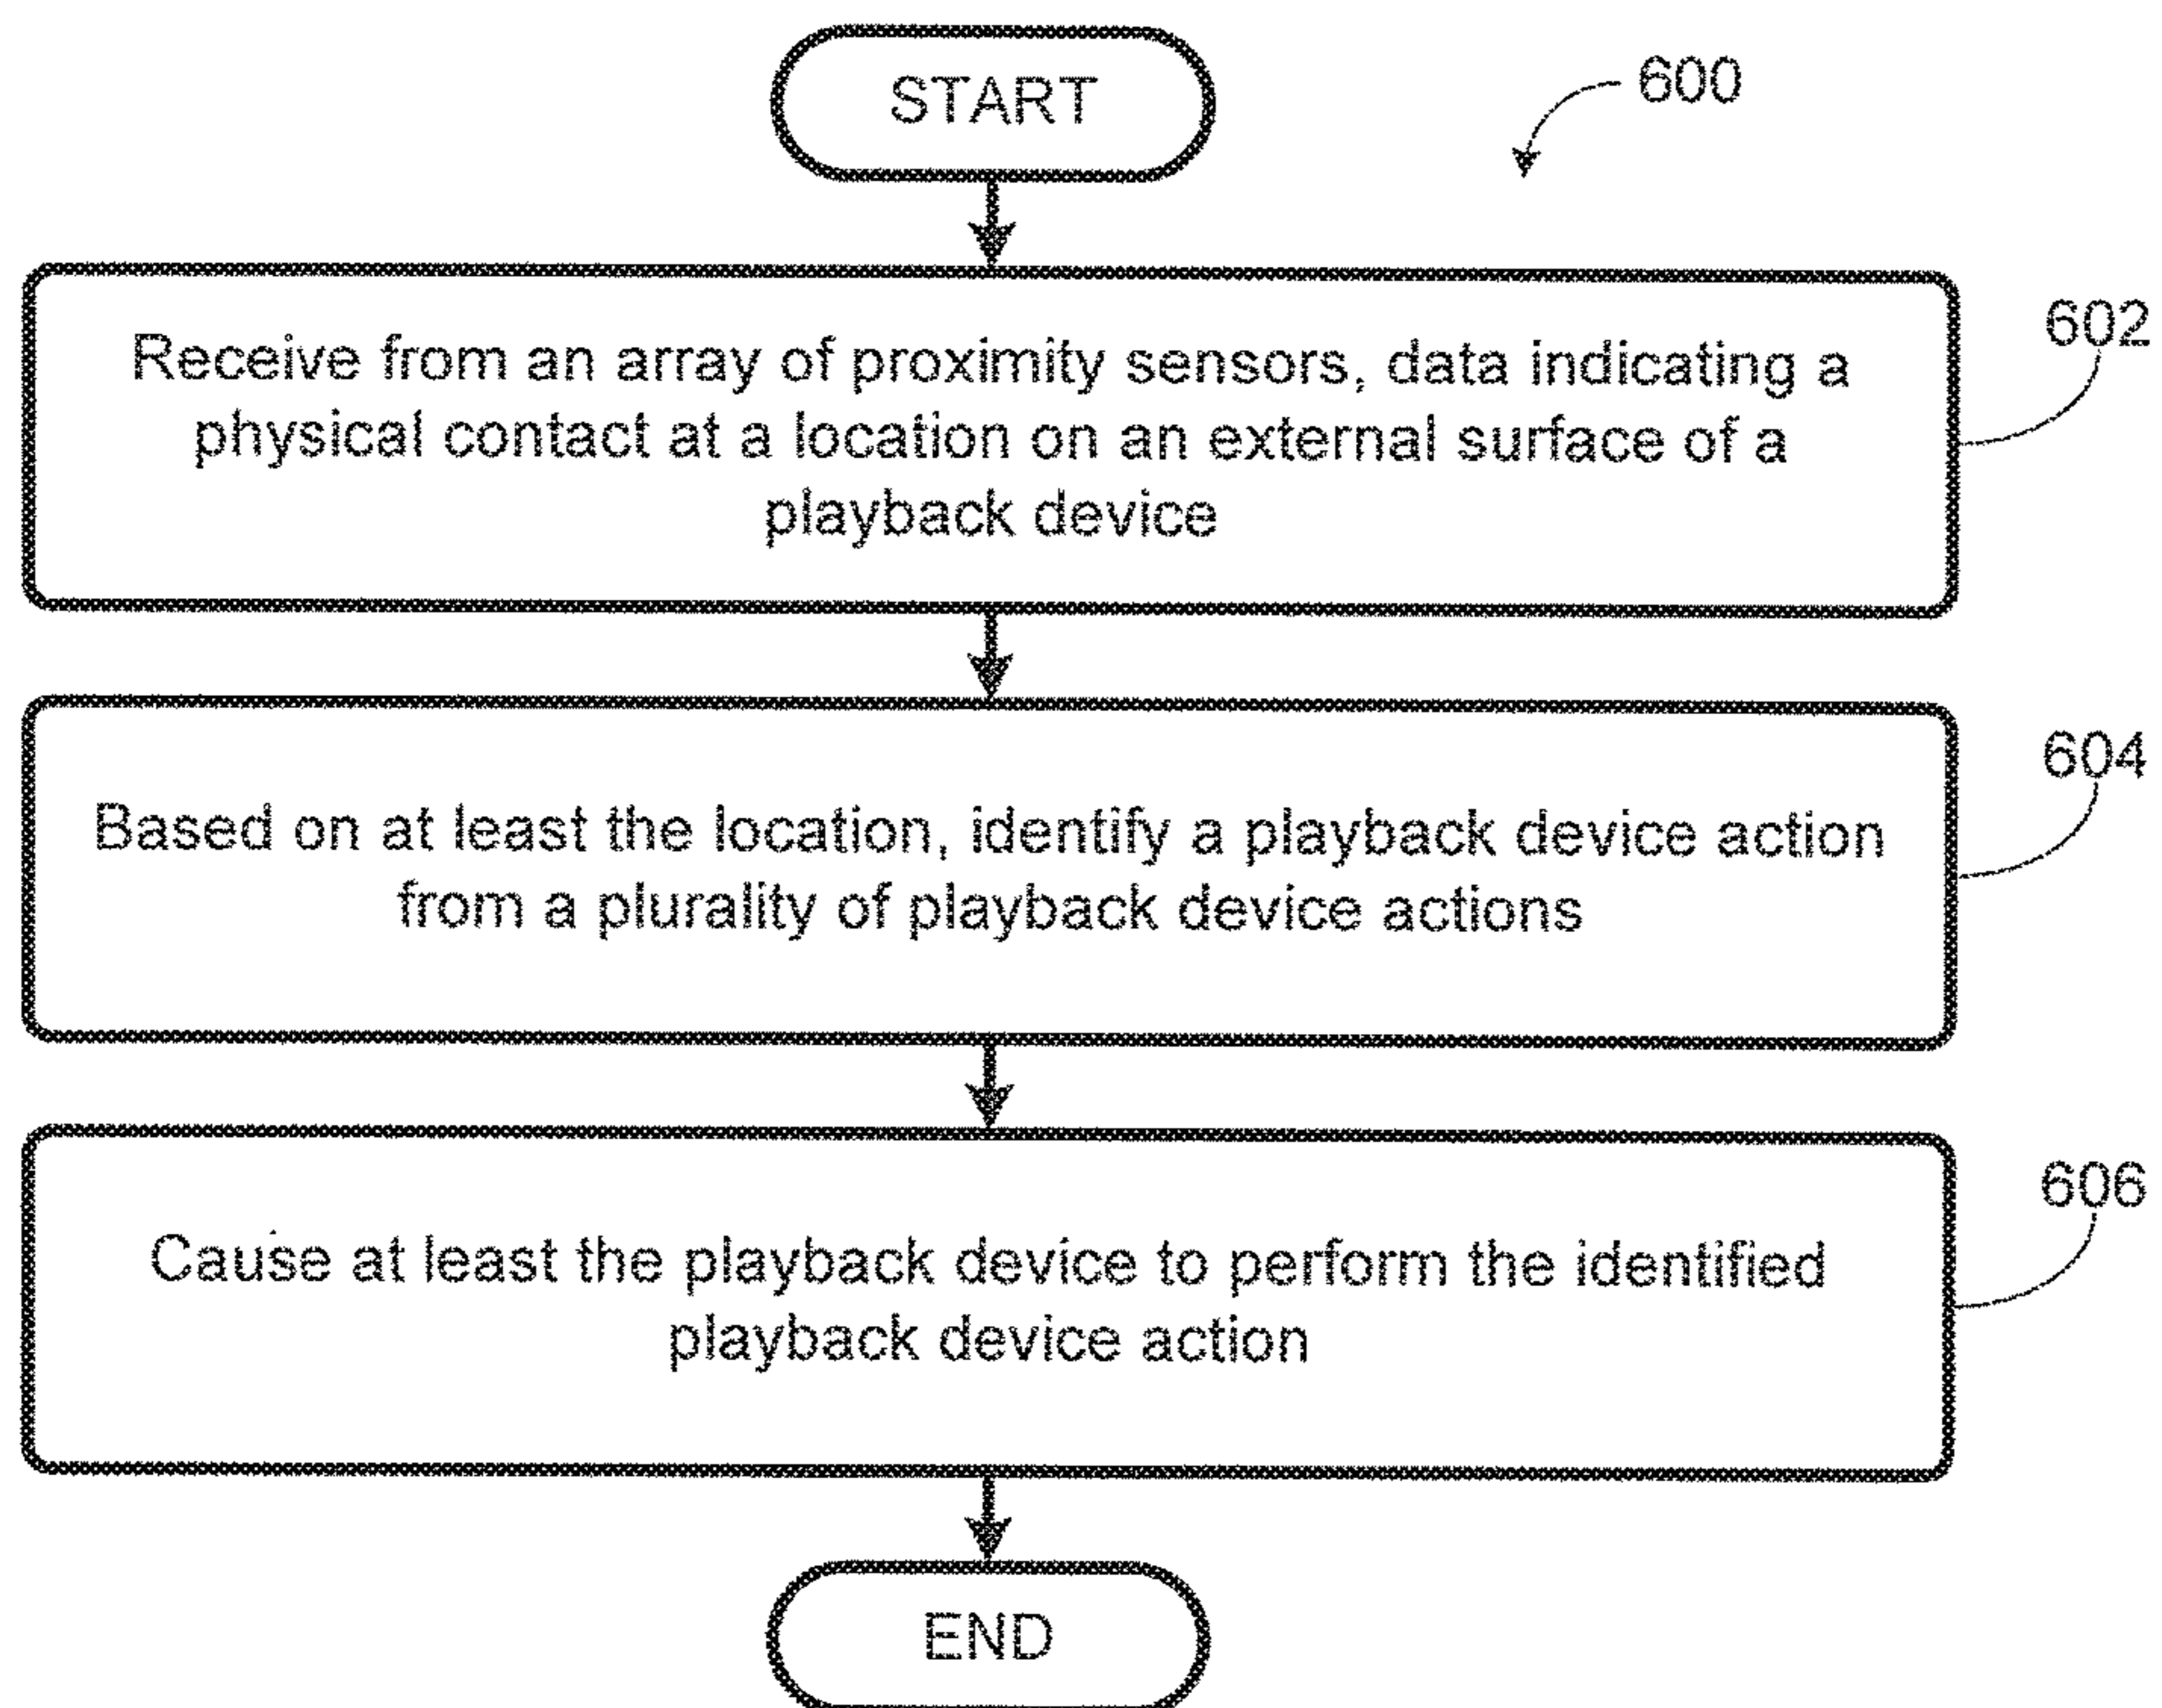 START
600
Receive from an array of proximity sensors, data indicating a
physical contact at a location on an external surface of a
playback device
602
Based on at least the location, identify a playback device action
from a plurality of playback device actions
604
Cause at least the playback device to perform the identified
playback device action
606
END